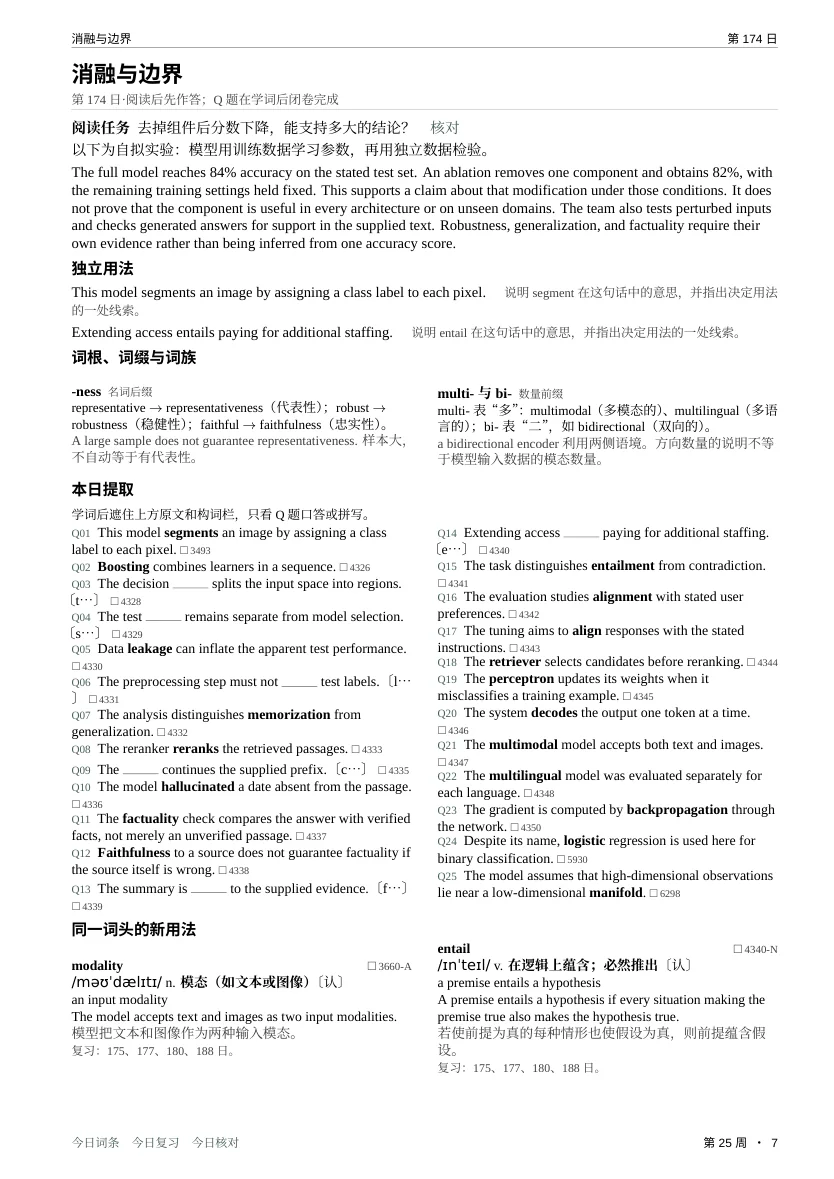 消融与边界
第 174 日
消融与边界
第 174 日·阅读后先作答；Q 题在学词后闭卷完成
阅读任务 去掉组件后分数下降，能支持多大的结论？ 核对
以下为自拟实验：模型用训练数据学习参数，再用独立数据检验。
The full model reaches 84% accuracy on the stated test set. An ablation removes one component and obtains 82%, with
the remaining training settings held fixed. This supports a claim about that modification under those conditions. It does
not prove that the component is useful in every architecture or on unseen domains. The team also tests perturbed inputs
and checks generated answers for support in the supplied text. Robustness, generalization, and factuality require their
own evidence rather than being inferred from one accuracy score.
独立用法
This model segments an image by assigning a class label to each pixel. 说明 segment 在这句话中的意思，并指出决定用法
的一处线索。
Extending access entails paying for additional staffing. 说明 entail 在这句话中的意思，并指出决定用法的一处线索。
词根、词缀与词族
-ness 名词后缀
representative → representativeness（代表性）；robust →
robustness（稳健性）；faithful → faithfulness（忠实性）。
A large sample does not guarantee representativeness. 样本大，
不自动等于有代表性。
multi- 与 bi- 数量前缀
multi- 表“多”：multimodal（多模态的）、multilingual（多语
言的）；bi- 表“二”，如 bidirectional（双向的）。
a bidirectional encoder 利用两侧语境。方向数量的说明不等
于模型输入数据的模态数量。
本日提取
学词后遮住上方原文和构词栏，只看 Q 题口答或拼写。
Q01 This model segments an image by assigning a class
label to each pixel. □ 3493
Q02 Boosting combines learners in a sequence. □ 4326
Q03 The decision _____ splits the input space into regions.
〔t···〕 □ 4328
Q04 The test _____ remains separate from model selection.
〔s···〕 □ 4329
Q05 Data leakage can inflate the apparent test performance.
□ 4330
Q06 The preprocessing step must not _____ test labels.〔l···
〕 □ 4331
Q07 The analysis distinguishes memorization from
generalization. □ 4332
Q08 The reranker reranks the retrieved passages. □ 4333
Q09 The _____ continues the supplied prefix.〔c···〕 □ 4335
Q10 The model hallucinated a date absent from the passage.
□ 4336
Q11 The factuality check compares the answer with verified
facts, not merely an unverified passage. □ 4337
Q12 Faithfulness to a source does not guarantee factuality if
the source itself is wrong. □ 4338
Q13 The summary is _____ to the supplied evidence.〔f···〕
□ 4339
Q14 Extending access _____ paying for additional staffing.
〔e···〕 □ 4340
Q15 The task distinguishes entailment from contradiction.
□ 4341
Q16 The evaluation studies alignment with stated user
preferences. □ 4342
Q17 The tuning aims to align responses with the stated
instructions. □ 4343
Q18 The retriever selects candidates before reranking. □ 4344
Q19 The perceptron updates its weights when it
misclassifies a training example. □ 4345
Q20 The system decodes the output one token at a time.
□ 4346
Q21 The multimodal model accepts both text and images.
□ 4347
Q22 The multilingual model was evaluated separately for
each language. □ 4348
Q23 The gradient is computed by backpropagation through
the network. □ 4350
Q24 Despite its name, logistic regression is used here for
binary classification. □ 5930
Q25 The model assumes that high-dimensional observations
lie near a low-dimensional manifold. □ 6298
同一词头的新用法
modality □ 3660-A
/məʊˈdælɪtɪ/ n. 模态（如文本或图像）〔认〕
an input modality
The model accepts text and images as two input modalities.
模型把文本和图像作为两种输入模态。
复习：175、177、180、188 日。
entail □ 4340-N
/ɪnˈteɪl/ v. 在逻辑上蕴含；必然推出〔认〕
a premise entails a hypothesis
A premise entails a hypothesis if every situation making the
premise true also makes the hypothesis true.
若使前提为真的每种情形也使假设为真，则前提蕴含假
设。
复习：175、177、180、188 日。
今日词条 今日复习 今日核对
第 25 周 · 7